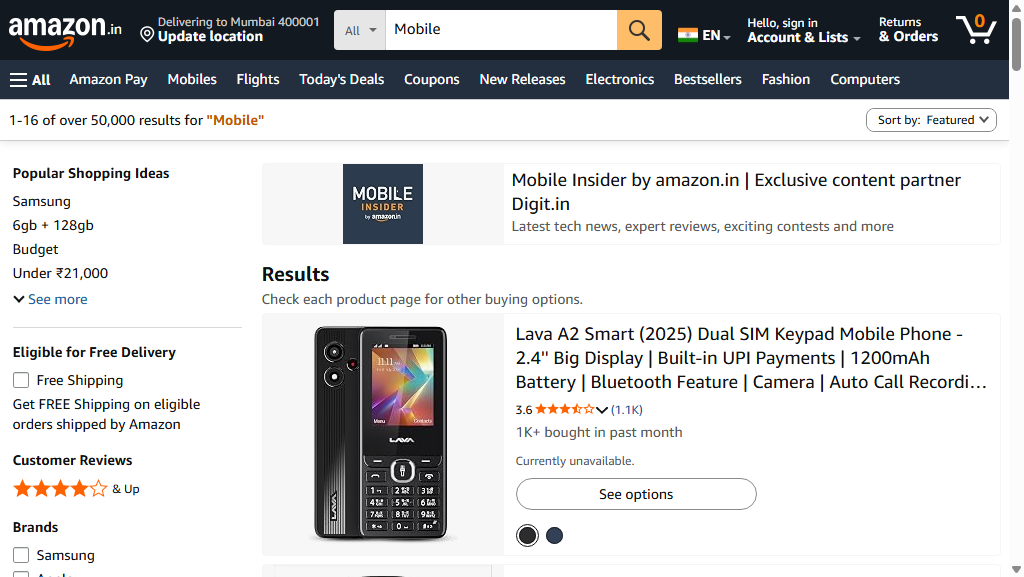 amazon.in
Delivering to Mumbai 400001
Update location
All
Mobile
EN
Hello, sign in
Account & Lists
Returns
& Orders
0
All
Amazon Pay
Mobiles
Flights
Today's Deals
Coupons
New Releases
Electronics
Bestsellers
Fashion
Computers
1-16 of over 50,000 results for "Mobile"
Sort by: Featured
Popular Shopping Ideas
Samsung
6gb + 128gb
Budget
Under ₹21,000
See more
Eligible for Free Delivery
Free Shipping
Get FREE Shipping on eligible
orders shipped by Amazon
Customer Reviews
& Up
Brands
Samsung
MOBILE
INSIDER
by amazon.in
Mobile Insider by amazon.in | Exclusive content partner
Digit.in
Latest tech news, expert reviews, exciting contests and more
Results
Check each product page for other buying options.
LAVA
Menu
Contacts
LAVA
Lava A2 Smart (2025) Dual SIM Keypad Mobile Phone -
2.4'' Big Display | Built-in UPI Payments | 1200mAh
Battery | Bluetooth Feature | Camera | Auto Call Recordi…
3.6
(1.1K)
1K+ bought in past month
Currently unavailable.
See options